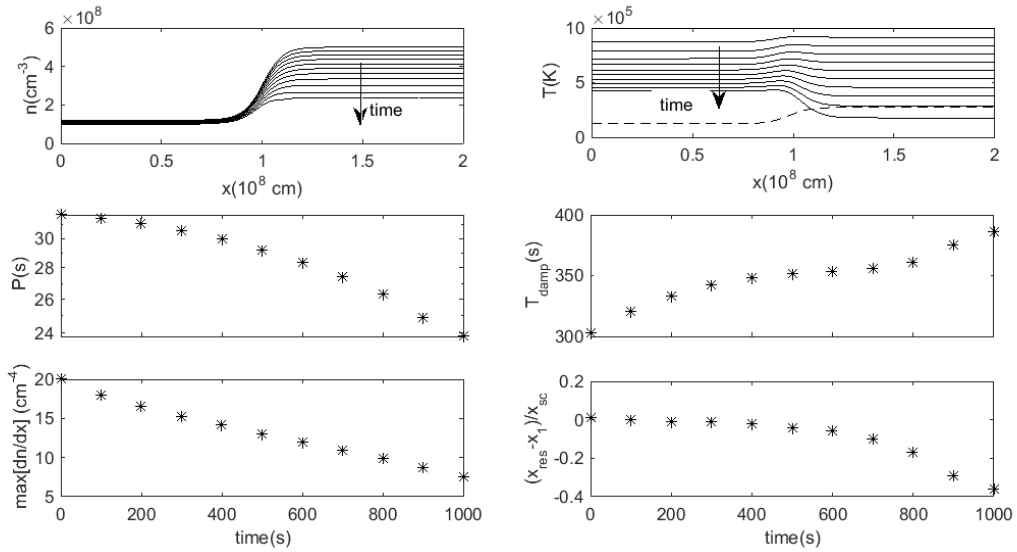 × 10^8
n(cm^-3)
6
4
2
0
time
0 0.5 1 1.5 2
x(10^8 cm)
× 10^5
T(K)
10
5
0
time
0 0.5 1 1.5 2
x(10^8 cm)
P(s)
30
28
26
24
T_damp(s)
400
350
300
max[dn/dx] (cm^-4)
20
15
10
5
0 200 400 600 800 1000
time(s)
(x_res-x_1)/x_sc
0.2
0
-0.2
-0.4
0 200 400 600 800 1000
time(s)